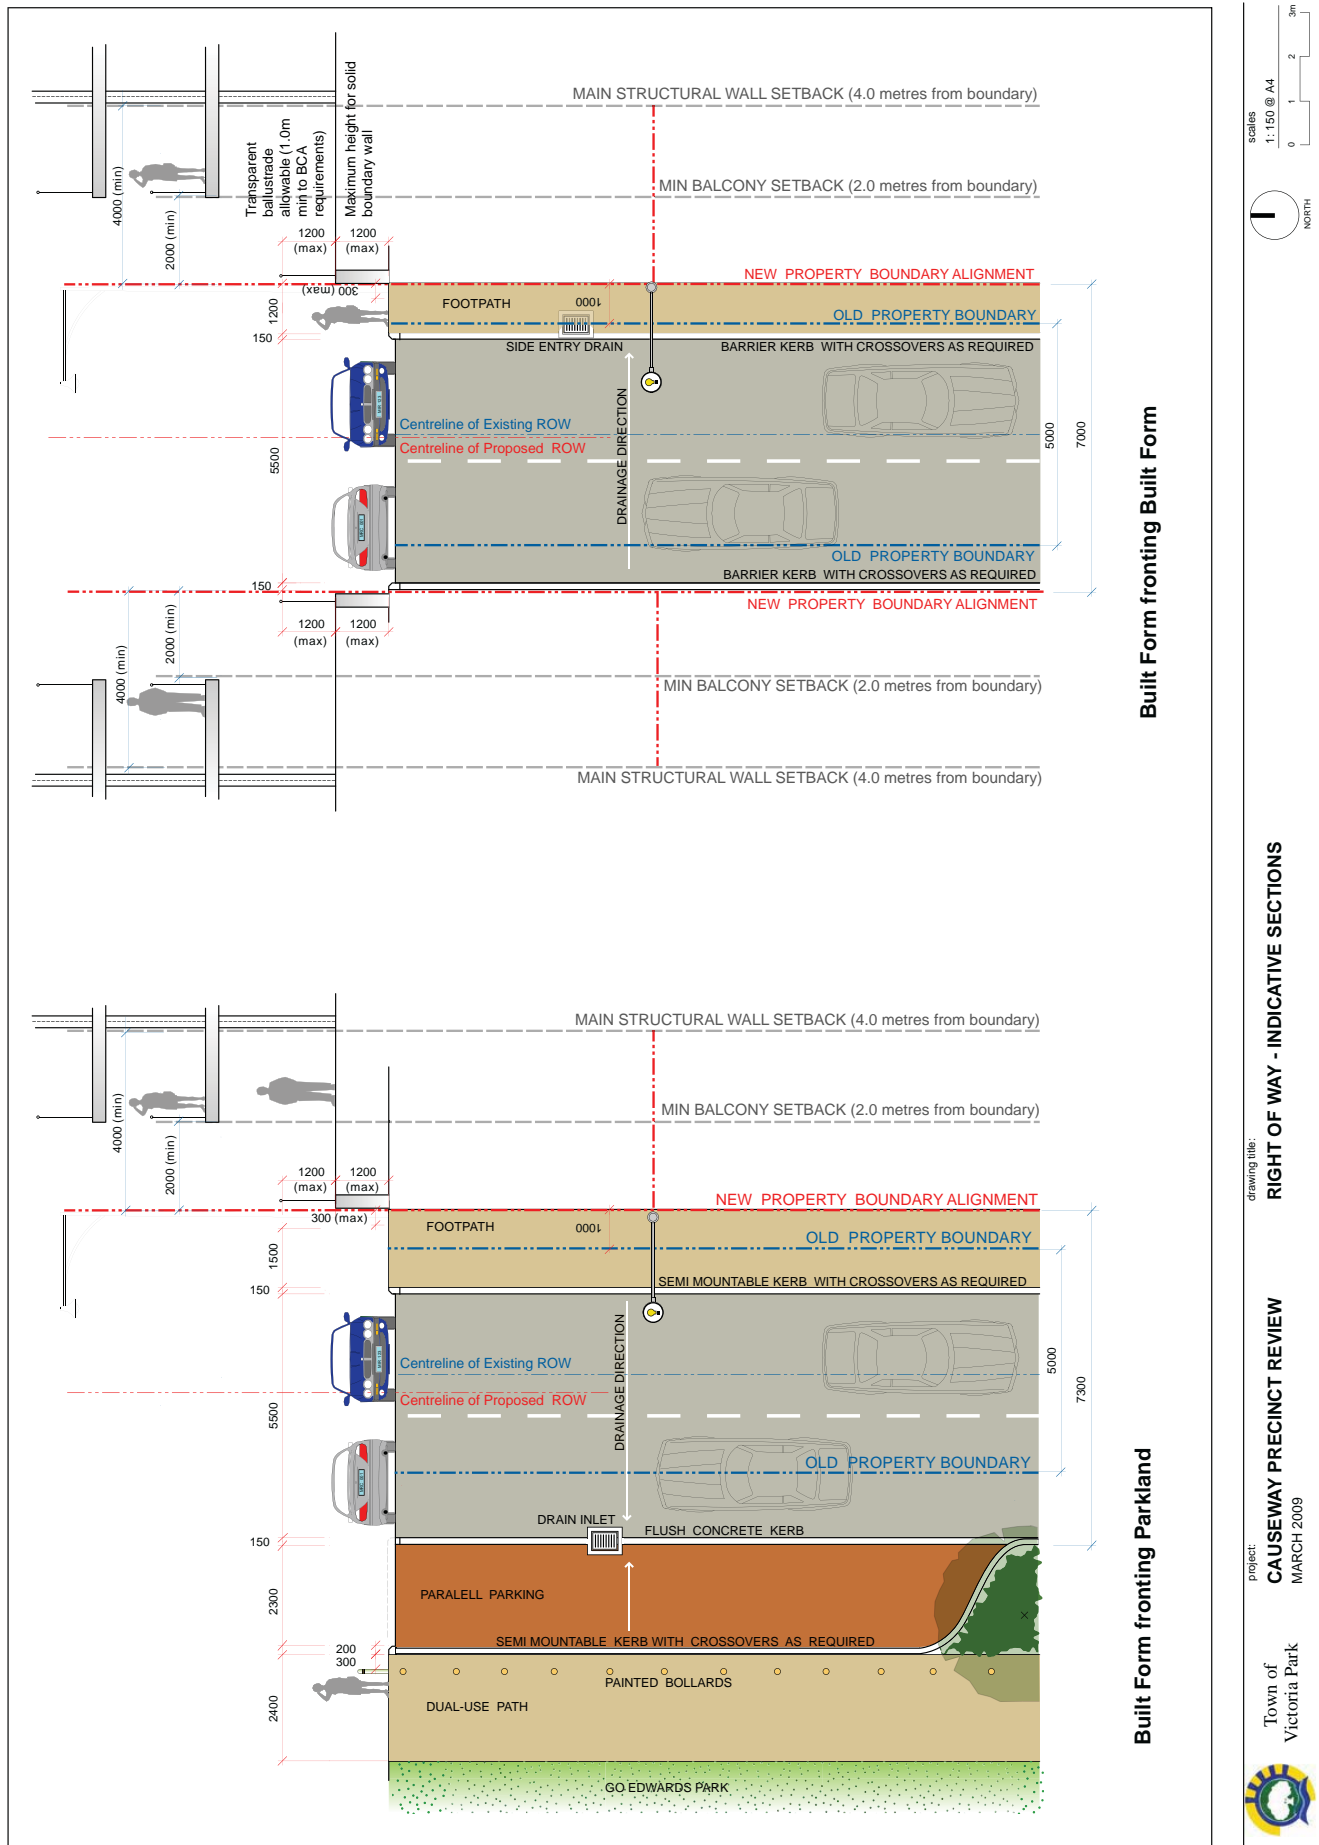 MAIN STRUCTURAL WALL SETBACK (4.0 metres from boundary)
4000 (min)
2000 (min)
Transparent
ballustrade
allowable (1.0m
min to BCA
requirements)
Maximum height for solid
boundary wall
MIN BALCONY SETBACK (2.0 metres from boundary)
1200
(max)
1200
(max)
NEW PROPERTY BOUNDARY ALIGNMENT
300 (max)
1200
FOOTPATH
1000
OLD PROPERTY BOUNDARY
150
SIDE ENTRY DRAIN
BARRIER KERB WITH CROSSOVERS AS REQUIRED
Centreline of Existing ROW
Centreline of Proposed ROW
5500
DRAINAGE DIRECTION
5000
7000
OLD PROPERTY BOUNDARY
BARRIER KERB WITH CROSSOVERS AS REQUIRED
150
NEW PROPERTY BOUNDARY ALIGNMENT
1200
(max)
1200
(max)
2000 (min)
4000 (min)
MIN BALCONY SETBACK (2.0 metres from boundary)
MAIN STRUCTURAL WALL SETBACK (4.0 metres from boundary)
Built Form fronting Built Form
MAIN STRUCTURAL WALL SETBACK (4.0 metres from boundary)
4000 (min)
2000 (min)
MIN BALCONY SETBACK (2.0 metres from boundary)
1200
(max)
1200
(max)
NEW PROPERTY BOUNDARY ALIGNMENT
300 (max)
FOOTPATH
1000
OLD PROPERTY BOUNDARY
1500
SEMI MOUNTABLE KERB WITH CROSSOVERS AS REQUIRED
150
Centreline of Existing ROW
Centreline of Proposed ROW
5500
DRAINAGE DIRECTION
5000
7300
OLD PROPERTY BOUNDARY
DRAIN INLET
FLUSH CONCRETE KERB
150
PARALELL PARKING
2300
SEMI MOUNTABLE KERB WITH CROSSOVERS AS REQUIRED
200
300
PAINTED BOLLARDS
2400
DUAL-USE PATH
GO EDWARDS PARK
Built Form fronting Parkland
Town of
Victoria Park
project:
CAUSEWAY PRECINCT REVIEW
MARCH 2009
drawing title:
RIGHT OF WAY - INDICATIVE SECTIONS
NORTH
scales
1:150 @ A4
0 1 2 3m